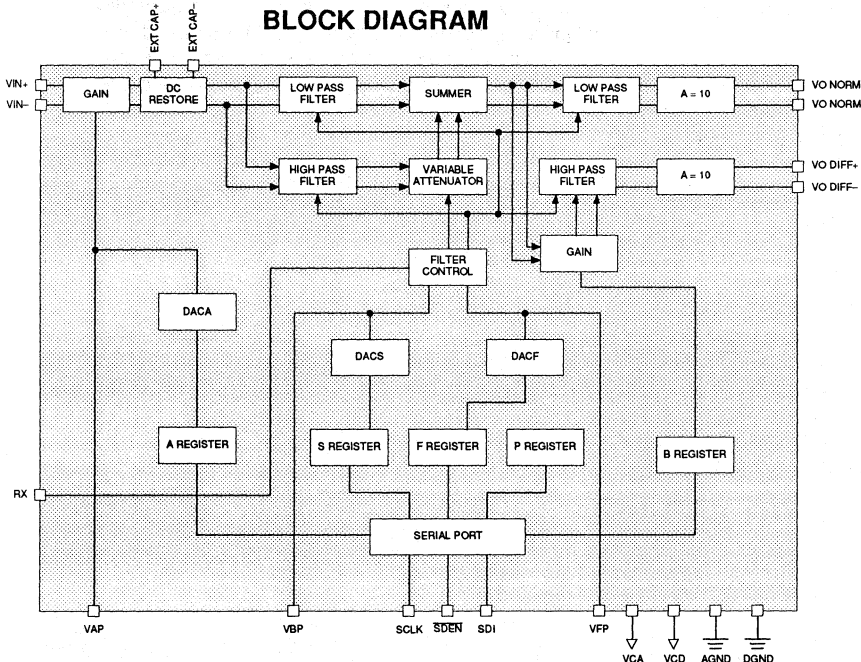 BLOCK DIAGRAM
EXT CAP+
EXT CAP–
VIN+
VIN–
GAIN
DC RESTORE
LOW PASS FILTER
SUMMER
LOW PASS FILTER
A = 10
VO NORM
VO NORM
HIGH PASS FILTER
VARIABLE ATTENUATOR
HIGH PASS FILTER
A = 10
VO DIFF+
VO DIFF–
FILTER CONTROL
GAIN
DACA
DACS
DACF
A REGISTER
S REGISTER
F REGISTER
P REGISTER
B REGISTER
RX
SERIAL PORT
VAP
VBP
SCLK
SDEN
SDI
VFP
VCA
VCD
AGND
DGND